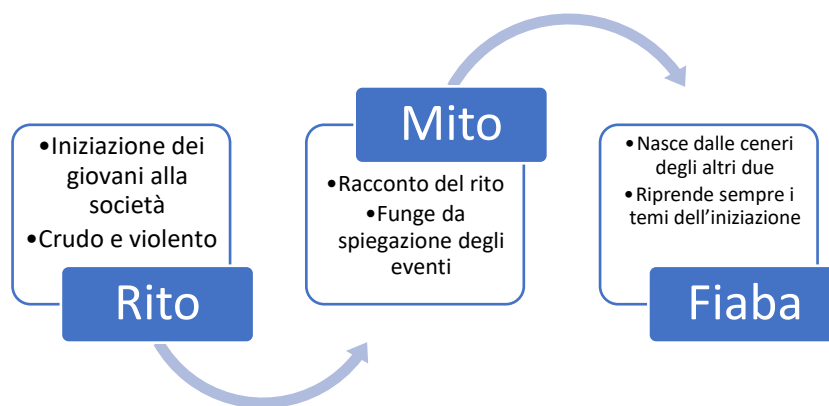 •Iniziazione dei
giovani alla
società
•Crudo e violento
Rito
Mito
•Racconto del rito
•Funge da
spiegazione degli
eventi
•Nasce dalle ceneri
degli altri due
•Riprende sempre i
temi dell’iniziazione
Fiaba